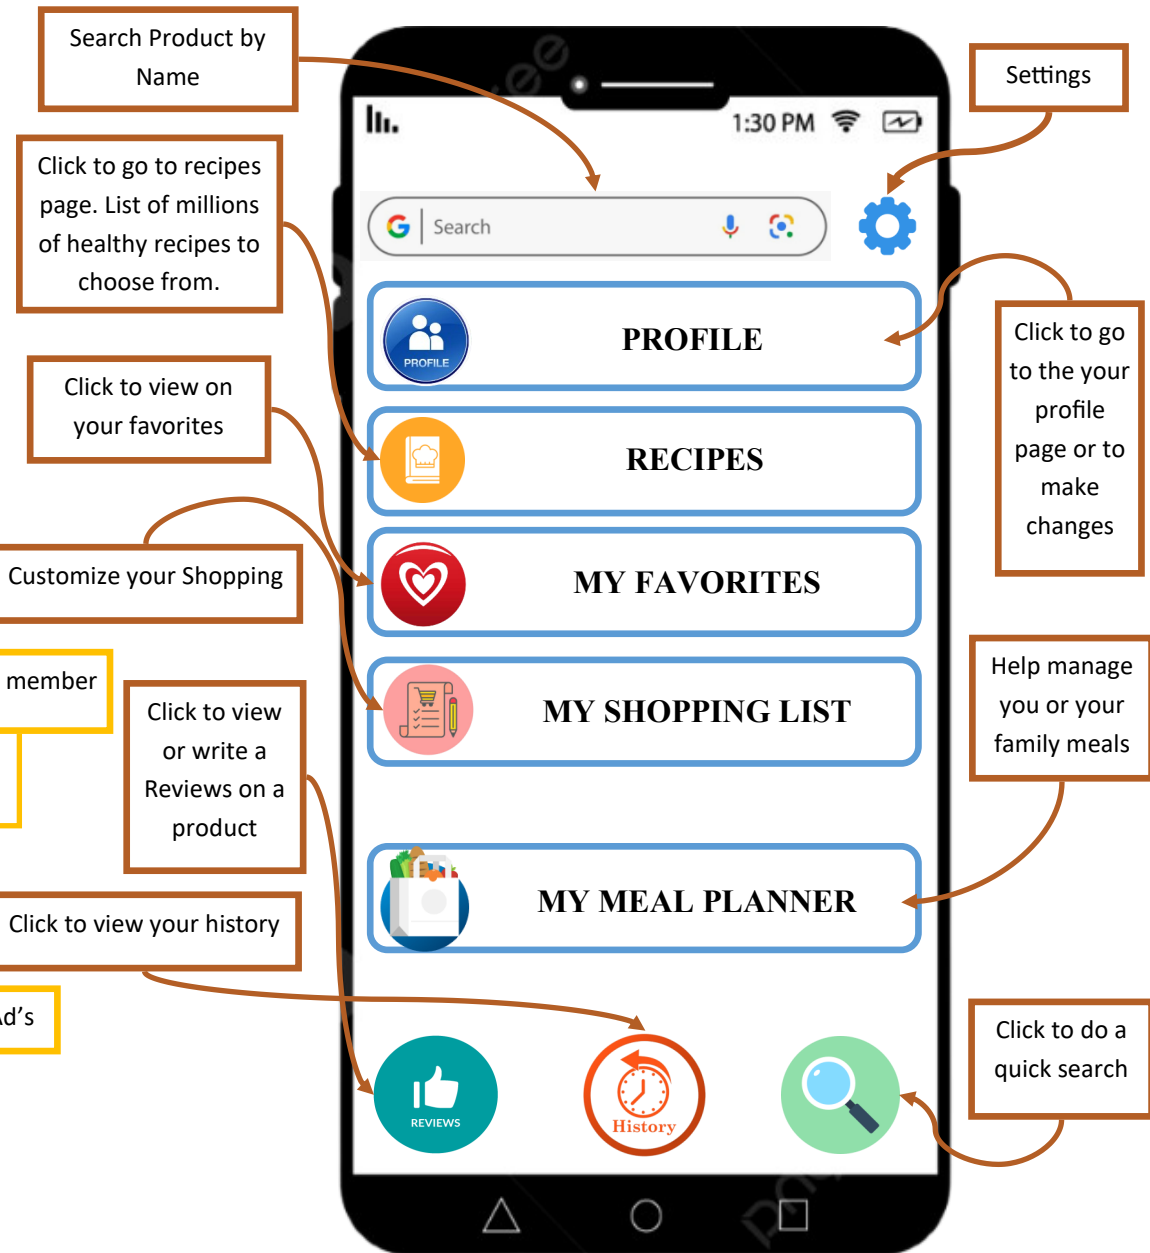 Search Product by
Name
Settings
1:30 PM
Click to go to recipes
page. List of millions
of healthy recipes to
choose from.
G
Search
Click to go
to the your
profile
page or to
make
changes
PROFILE
PROFILE
Click to view on
your favorites
RECIPES
Customize your Shopping
MY FAVORITES
member
Click to view
or write a
Reviews on a
product
MY SHOPPING LIST
Help manage
you or your
family meals
MY MEAL PLANNER
Click to view your history
Ad's
Click to do a
quick search
REVIEWS
History